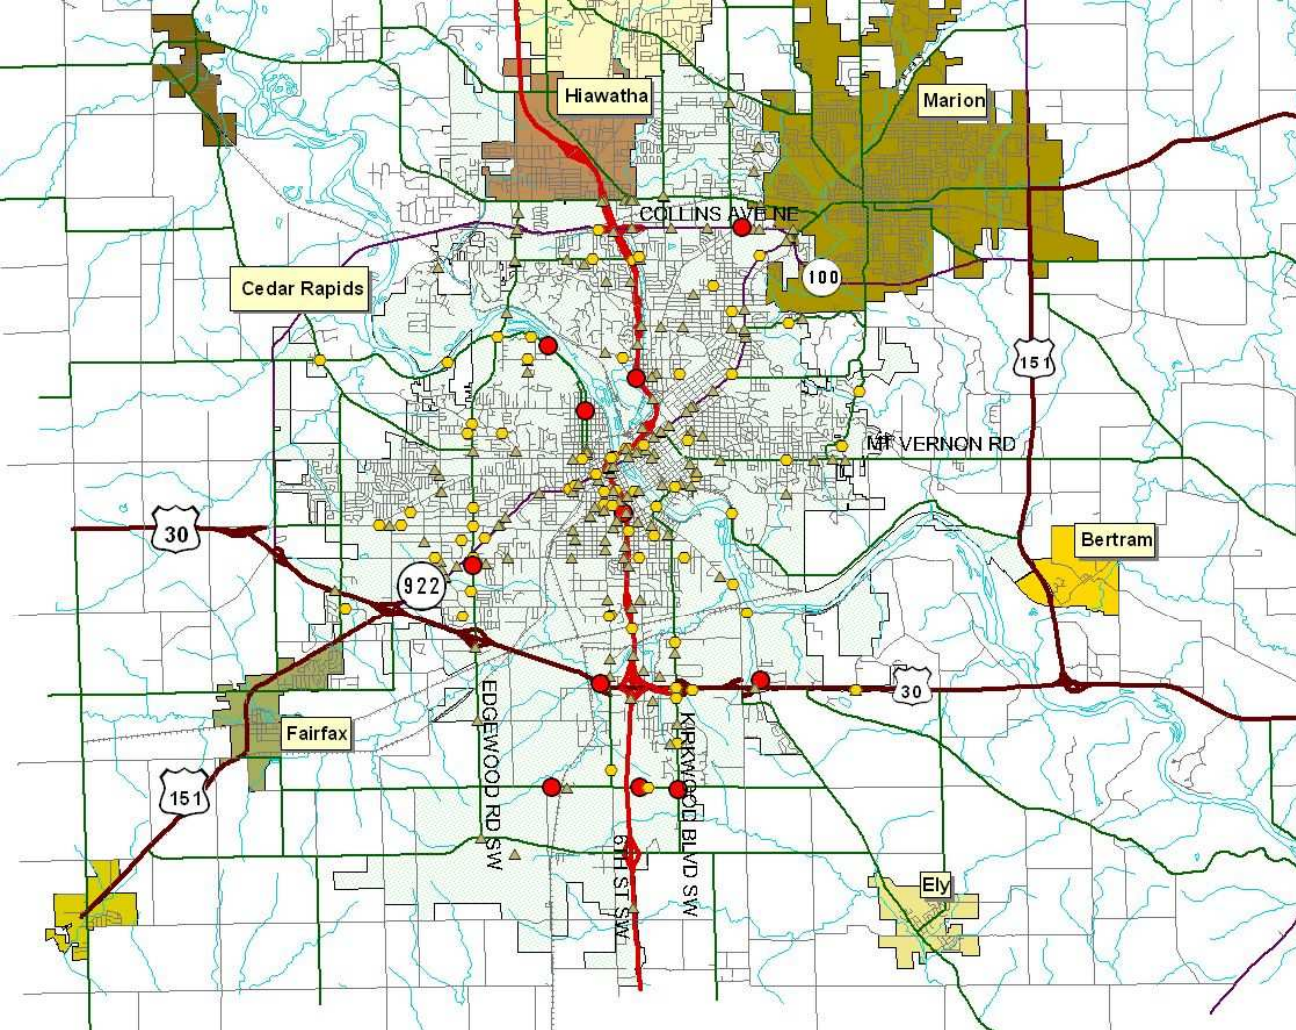 Hiawatha
Marion
COLLINS AVE NE
Cedar Rapids
100
151
MT VERNON RD
30
Bertram
922
30
EDGEWOOD RD SW
KIRKWOOD BLVD SW
Fairfax
151
6TH ST SW
Ely